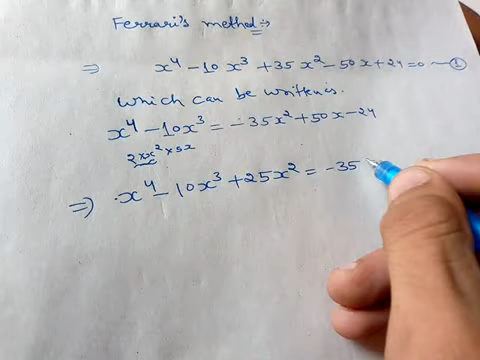 Ferrari's method:-
⇒ x⁴ - 10x³ + 35x² - 50x + 24 = 0 — ①
which can be written as.
x⁴ - 10x³ = -35x² + 50x - 24
2×x²×5x
⇒ x⁴ - 10x³ + 25x² = -35